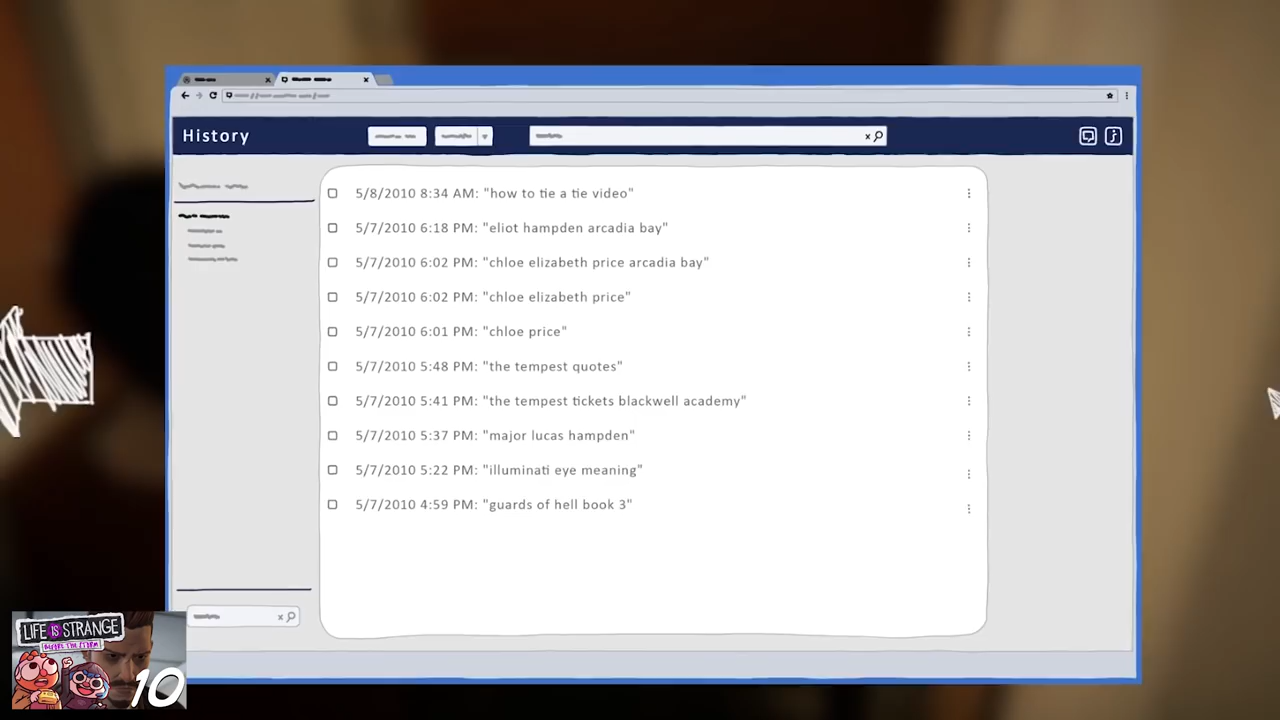 History
5/8/2010 8:34 AM: "how to tie a tie video"
5/7/2010 6:18 PM: "eliot hampden arcadia bay"
5/7/2010 6:02 PM: "chloe elizabeth price arcadia bay"
5/7/2010 6:02 PM: "chloe elizabeth price"
5/7/2010 6:01 PM: "chloe price"
5/7/2010 5:48 PM: "the tempest quotes"
5/7/2010 5:41 PM: "the tempest tickets blackwell academy"
5/7/2010 5:37 PM: "major lucas hampden"
5/7/2010 5:22 PM: "illuminati eye meaning"
5/7/2010 4:59 PM: "guards of hell book 3"
LIFE IS STRANGE
BEFORE THE STORM
10